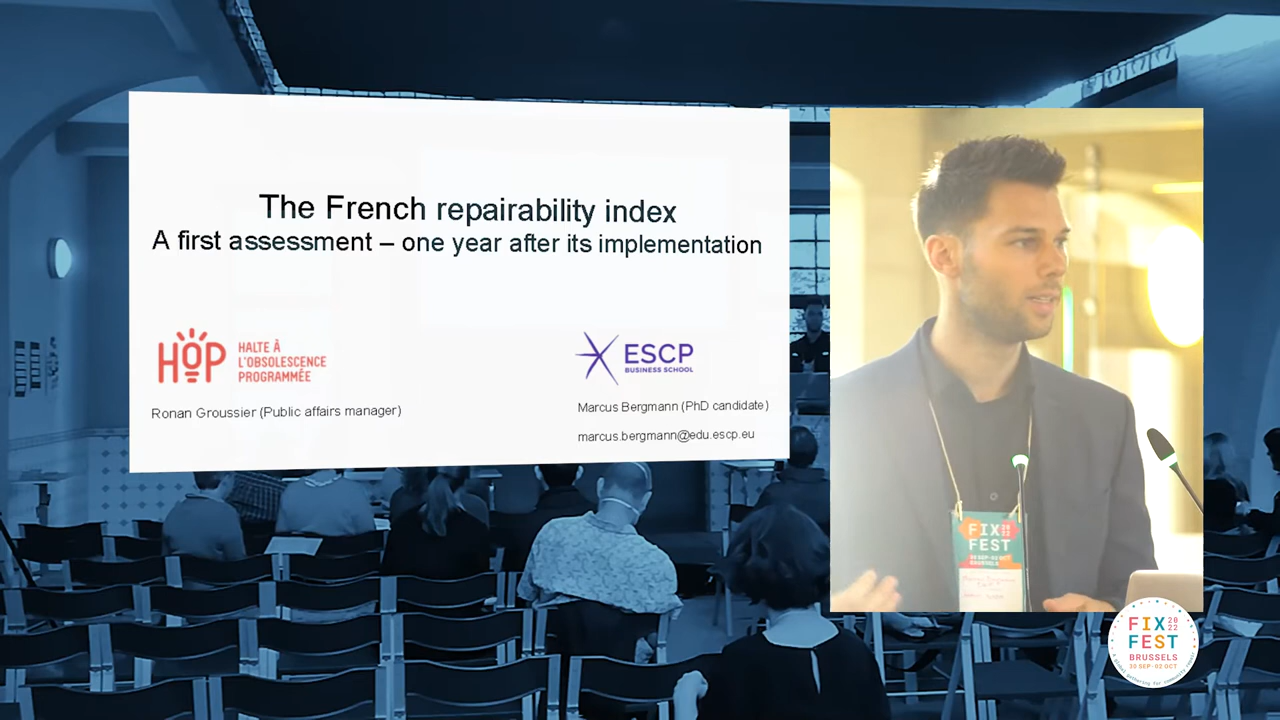 The French repairability index
A first assessment – one year after its implementation
HOP
HALTE À
L'OBSOLESCENCE
PROGRAMMÉE
ESCP
BUSINESS SCHOOL
Ronan Groussier (Public affairs manager)
Marcus Bergmann (PhD candidate)
marcus.bergmann@edu.escp.eu
FIX
FEST
FIX 20
22
FEST
BRUSSELS
30 SEP-02 OCT